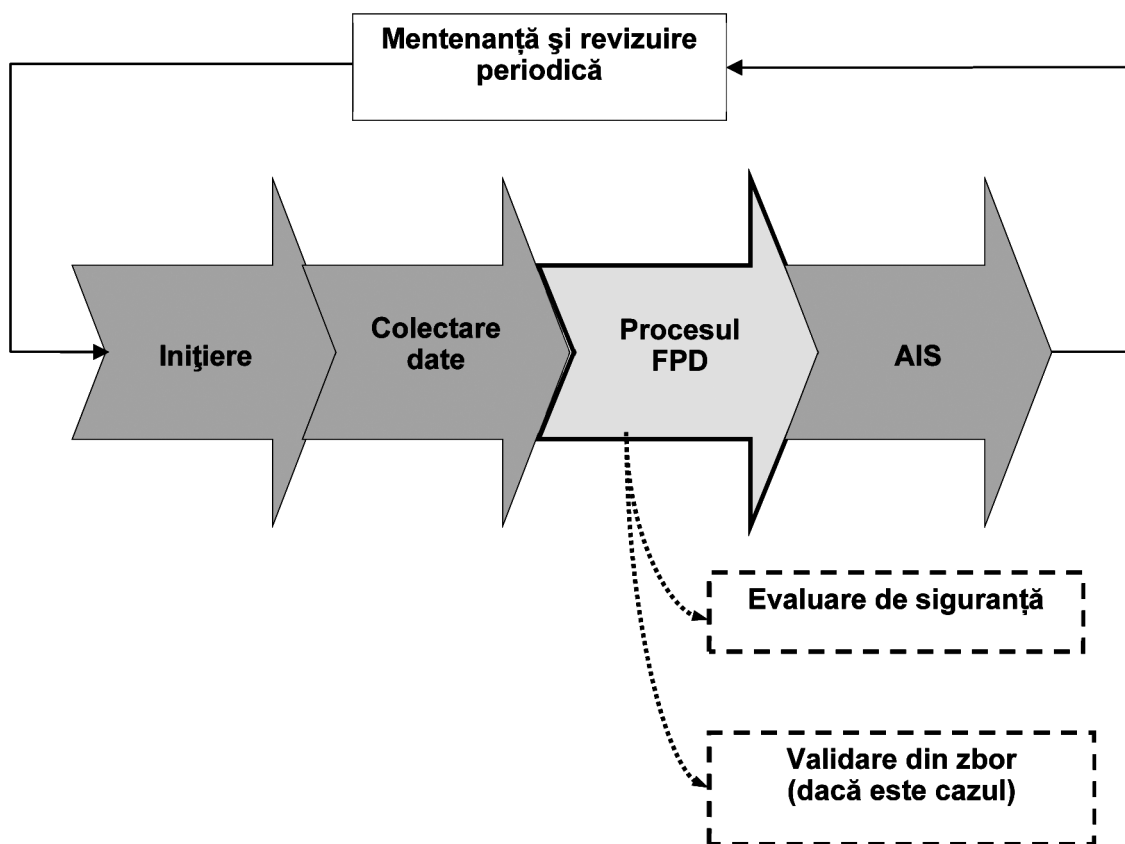 Mentenanță şi revizuire
periodică
Iniţiere
Colectare
date
Procesul
FPD
AIS
Evaluare de siguranță
Validare din zbor
(dacă este cazul)